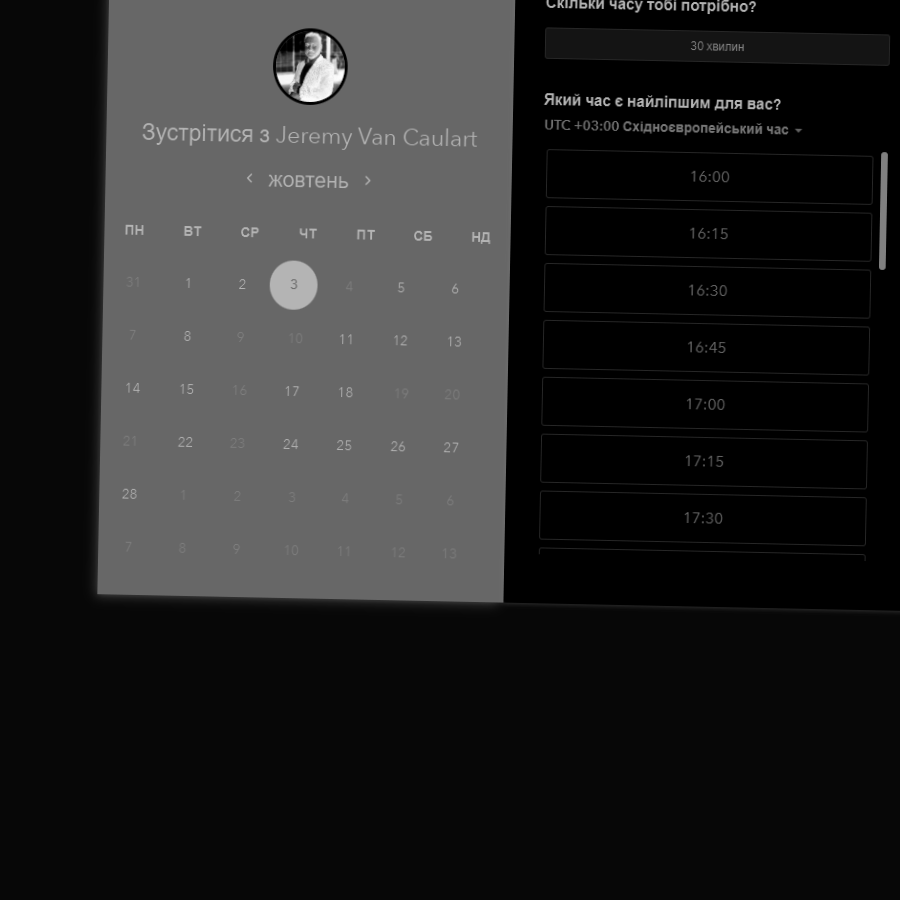 Зустрітися з Jeremy Van Caulart
жовтень
ПН ВТ СР ЧТ ПТ СБ НД
31 1 2 3 4 5 6
7 8 9 10 11 12 13
14 15 16 17 18 19 20
21 22 23 24 25 26 27
28 1 2 3 4 5 6
7 8 9 10 11 12 13
Скільки часу тобі потрібно?
30 хвилин
Який час є найліпшим для вас?
UTC +03:00 Східноєвропейський час
16:00
16:15
16:30
16:45
17:00
17:15
17:30